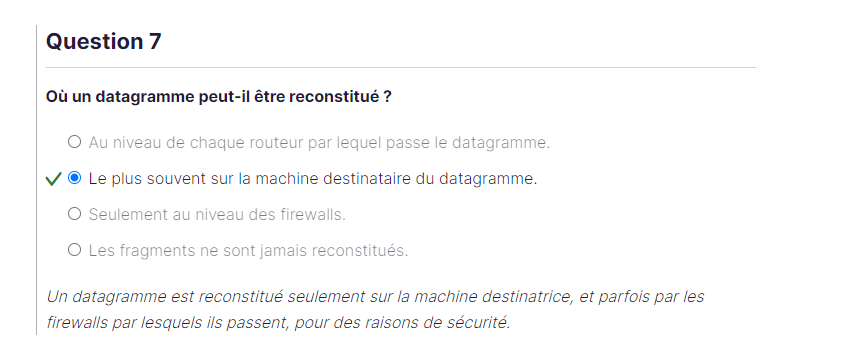 Question 7
Où un datagramme peut-il être reconstitué ?
Au niveau de chaque routeur par lequel passe le datagramme.
Le plus souvent sur la machine destinataire du datagramme.
Seulement au niveau des firewalls.
Les fragments ne sont jamais reconstitués.
Un datagramme est reconstitué seulement sur la machine destinatrice, et parfois par les
firewalls par lesquels ils passent, pour des raisons de sécurité.